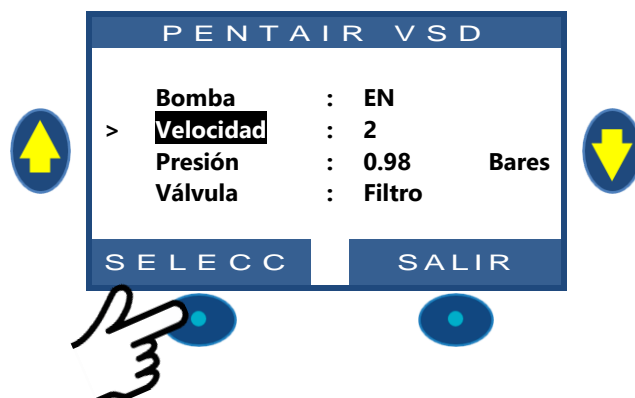 PENTAIR VSD
Bomba : EN
> Velocidad : 2
Presión : 0.98 Bares
Válvula : Filtro
SELECC SALIR